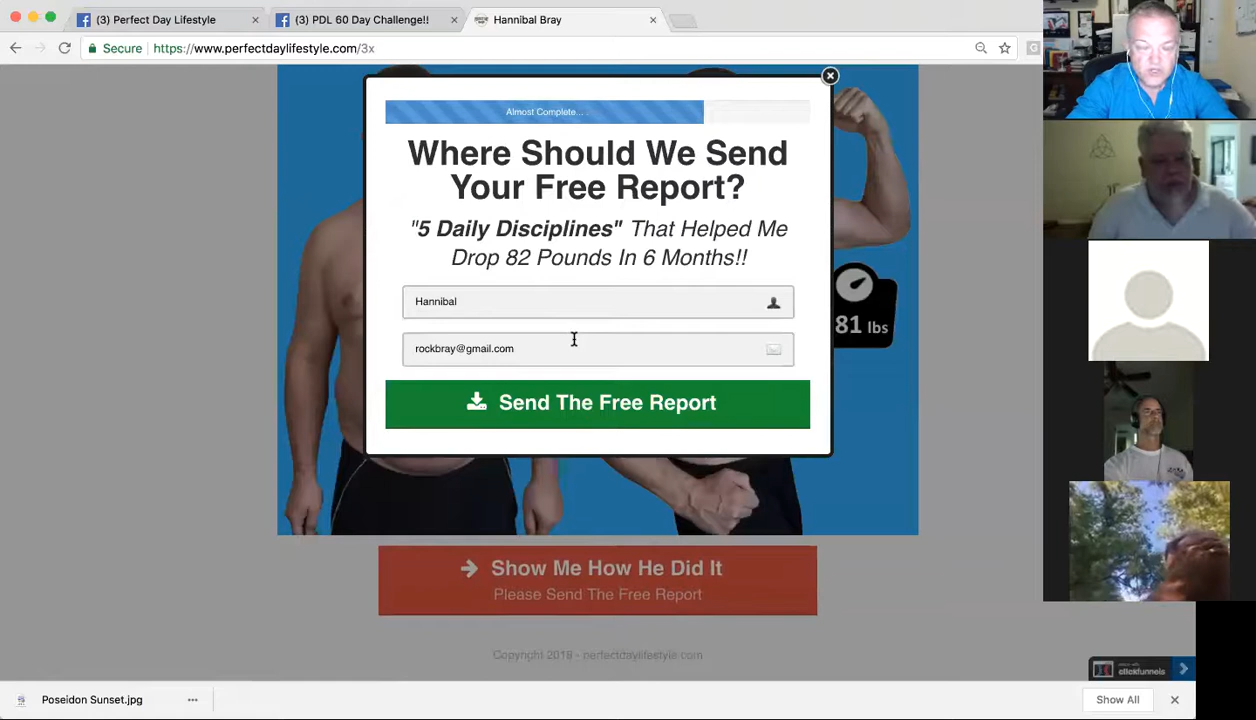 (3) Perfect Day Lifestyle
(3) PDL 60 Day Challenge!!
Hannibal Bray
Secure
https://www.perfectdaylifestyle.com/3x
Almost Complete...
Where Should We Send
Your Free Report?
"5 Daily Disciplines" That Helped Me
Drop 82 Pounds In 6 Months!!
Hannibal
rockbray@gmail.com
Send The Free Report
81 lbs
Show Me How He Did It
Please Send The Free Report
Copyright 2018 - perfectdaylifestyle.com
clickfunnels
Poseidon Sunset.jpg
Show All